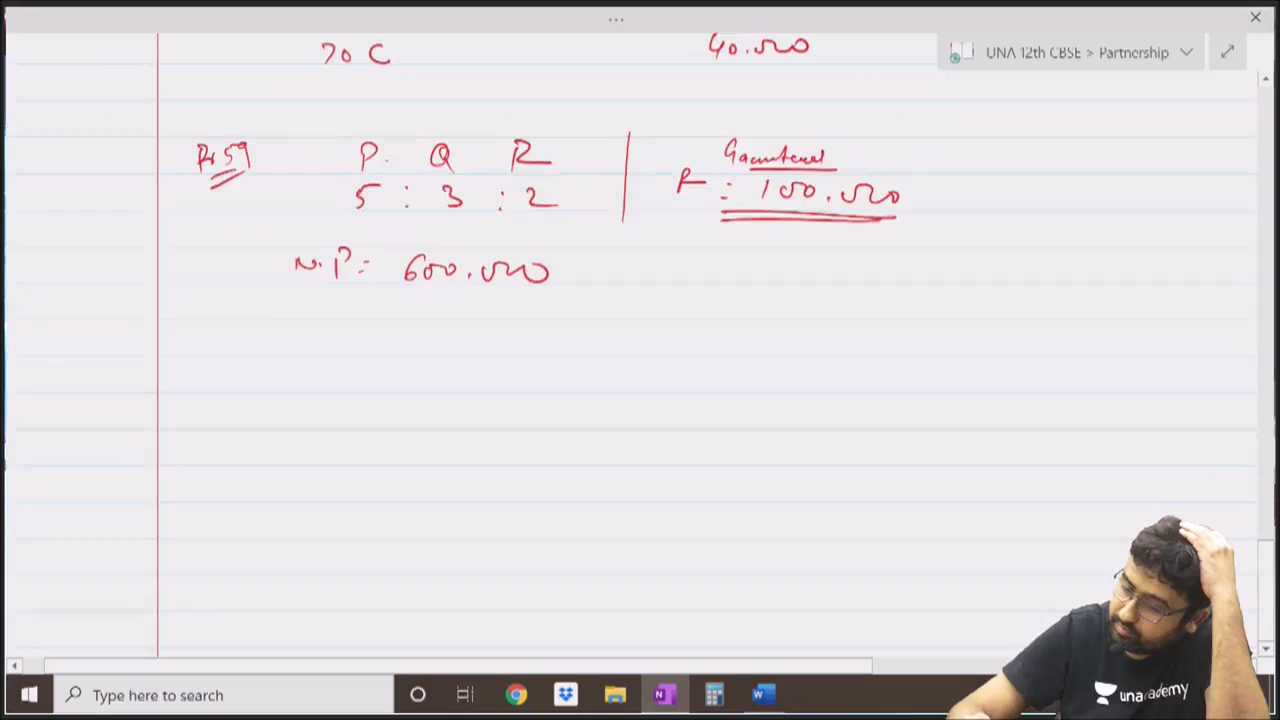 UNA 12th CBSE > Partnership
70 C 40.000
Pr 59 P. Q R
5 : 3 : 2
Guaranteed
R = 100.000
N.P = 600.000
unacademy
Type here to search